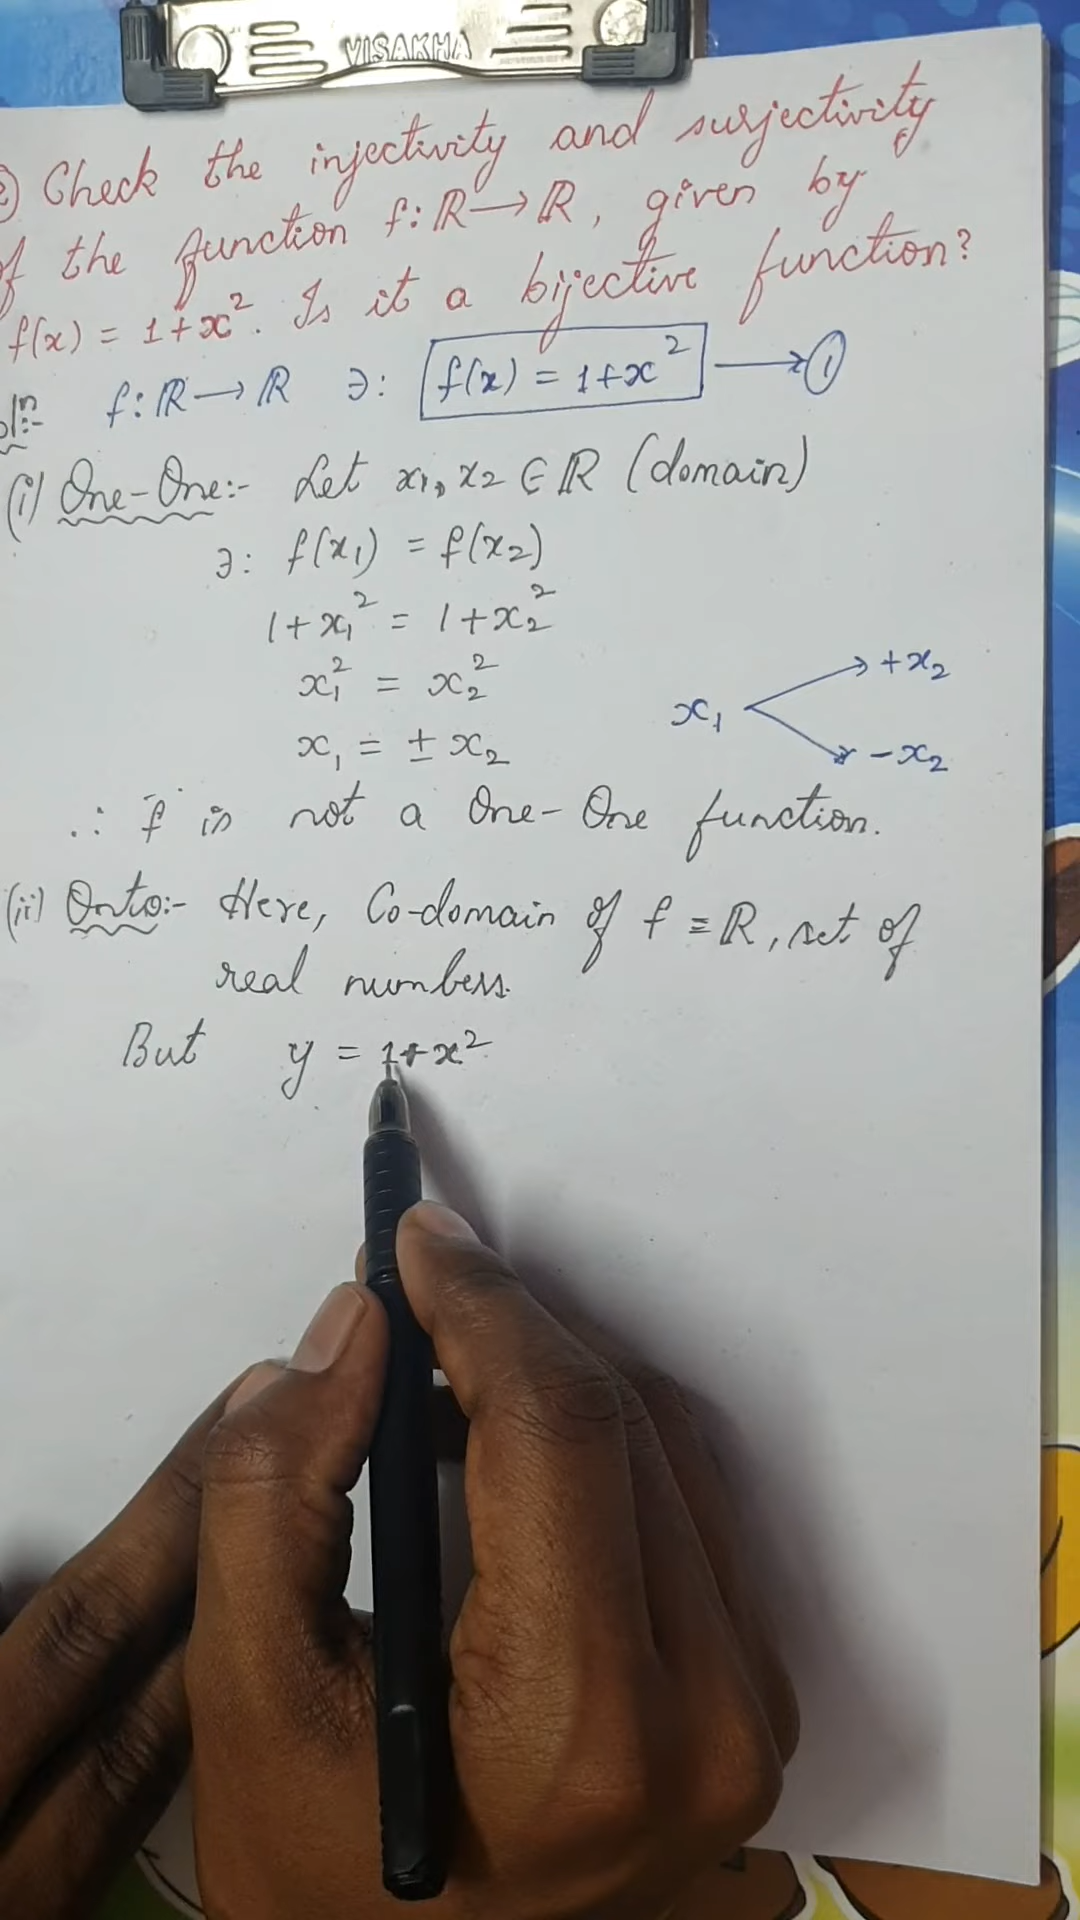 VISAKHA
Check the injectivity and surjectivity
of the function f: ℝ → ℝ, given by
f(x) = 1+x². Is it a bijective function?
Soln:- f: ℝ → ℝ ∋: f(x) = 1+x² → ①
(i) One-One:- Let x₁, x₂ ∈ ℝ (domain)
∋: f(x₁) = f(x₂)
1+x₁² = 1+x₂²
x₁² = x₂²
x₁ = ± x₂
x₁ → +x₂
→ -x₂
∴ f is not a One-One function.
(ii) Onto:- Here, Co-domain of f ≡ ℝ, set of
real numbers.
But y = 1+x²